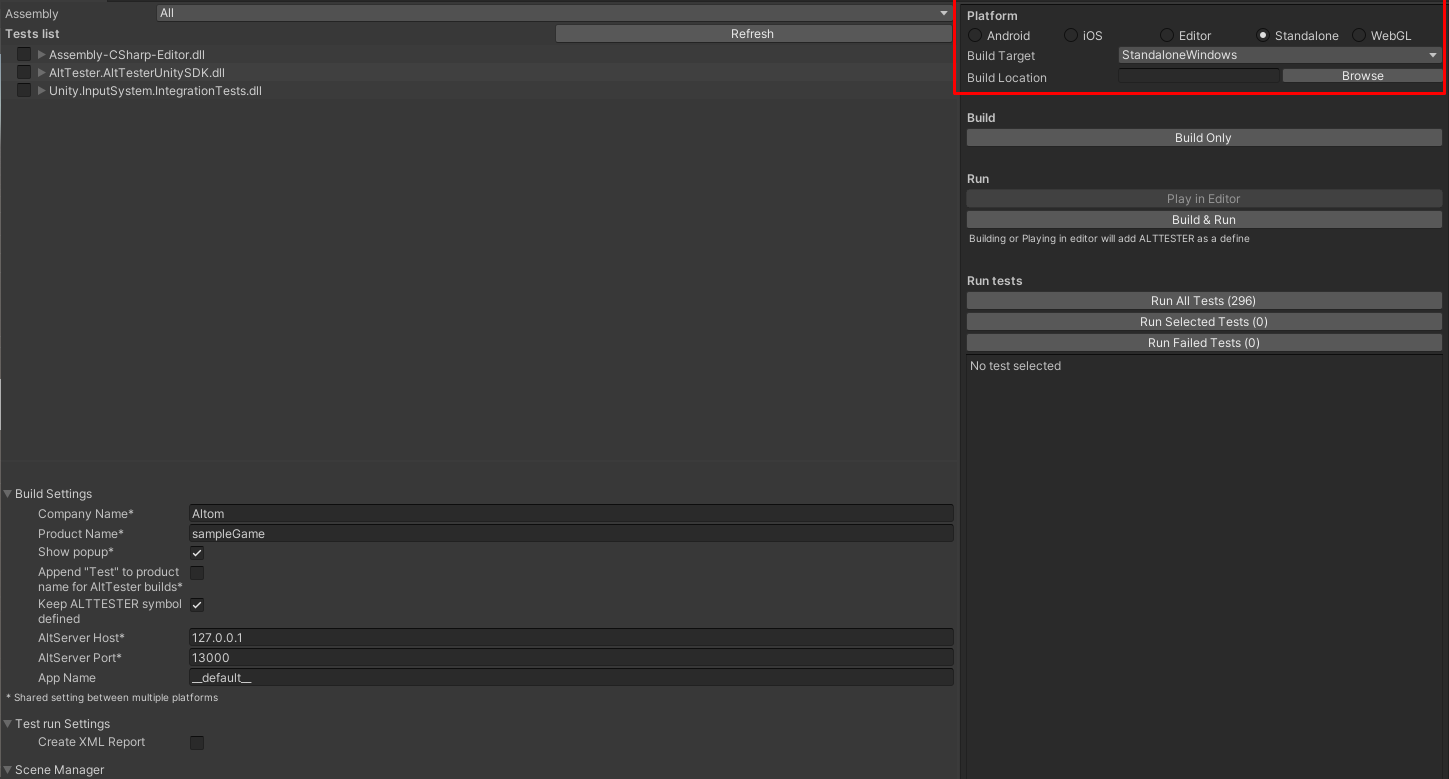 Assembly
All
Tests list
Refresh
Assembly-CSharp-Editor.dll
AltTester.AltTesterUnitySDK.dll
Unity.InputSystem.IntegrationTests.dll
Build Settings
Company Name*
Altom
Product Name*
sampleGame
Show popup*
Append "Test" to product
name for AltTester builds*
Keep ALTTESTER symbol
defined
AltServer Host*
127.0.0.1
AltServer Port*
13000
App Name
__default__
* Shared setting between multiple platforms
Test run Settings
Create XML Report
Scene Manager
Platform
Android
iOS
Editor
Standalone
WebGL
Build Target
StandaloneWindows
Build Location
Browse
Build
Build Only
Run
Play in Editor
Build & Run
Building or Playing in editor will add ALTTESTER as a define
Run tests
Run All Tests (296)
Run Selected Tests (0)
Run Failed Tests (0)
No test selected